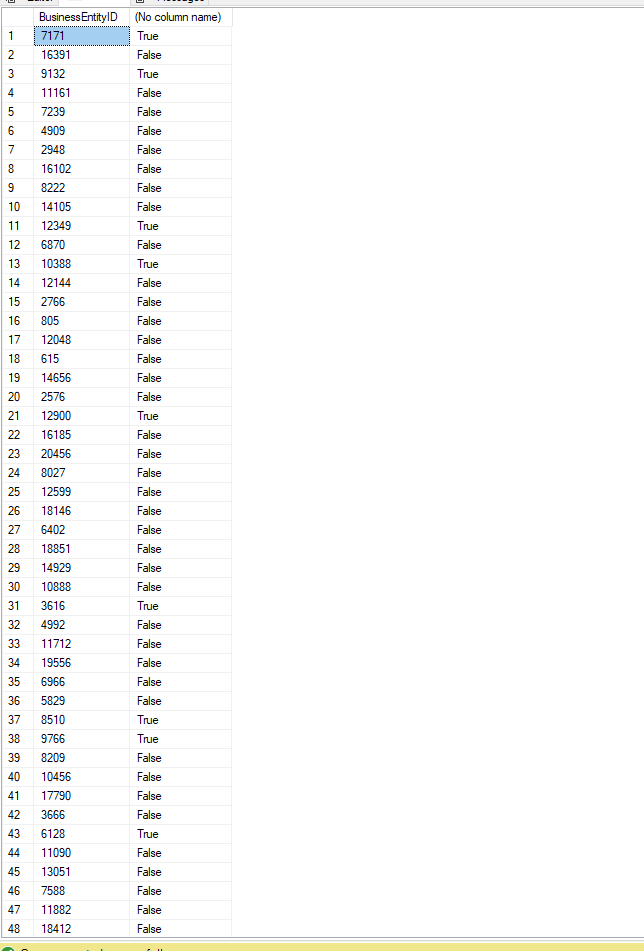 BusinessEntityID (No column name)
1 7171 True
2 16391 False
3 9132 True
4 11161 False
5 7239 False
6 4909 False
7 2948 False
8 16102 False
9 8222 False
10 14105 False
11 12349 True
12 6870 False
13 10388 True
14 12144 False
15 2766 False
16 805 False
17 12048 False
18 615 False
19 14656 False
20 2576 False
21 12900 True
22 16185 False
23 20456 False
24 8027 False
25 12599 False
26 18146 False
27 6402 False
28 18851 False
29 14929 False
30 10888 False
31 3616 True
32 4992 False
33 11712 False
34 19556 False
35 6966 False
36 5829 False
37 8510 True
38 9766 True
39 8209 False
40 10456 False
41 17790 False
42 3666 False
43 6128 True
44 11090 False
45 13051 False
46 7588 False
47 11882 False
48 18412 False